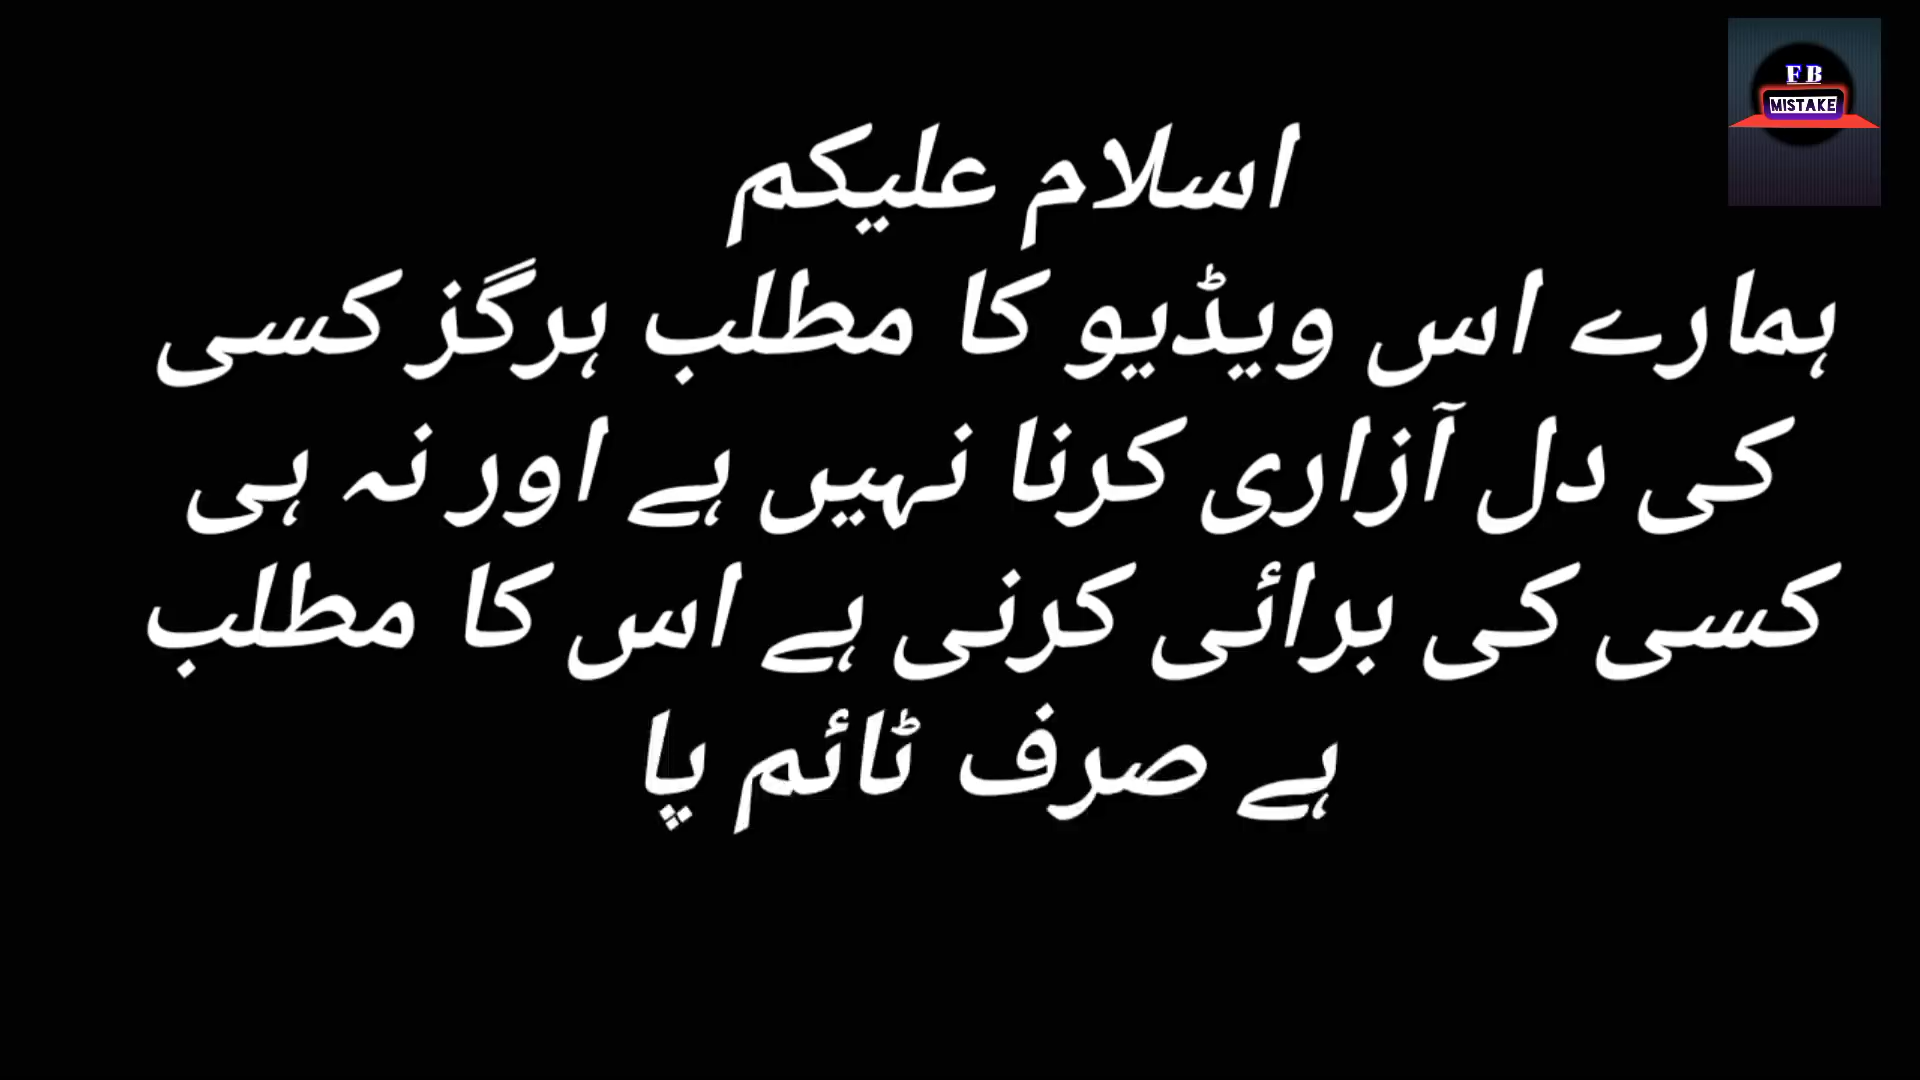 F B
MISTAKE
اسلام علیکم
ہمارے اس ویڈیو کا مطلب ہرگز کسی
کی دل آزاری کرنا نہیں ہے اور نہ ہی
کسی کی برائی کرنی ہے اس کا مطلب
ہے صرف ٹائم پا